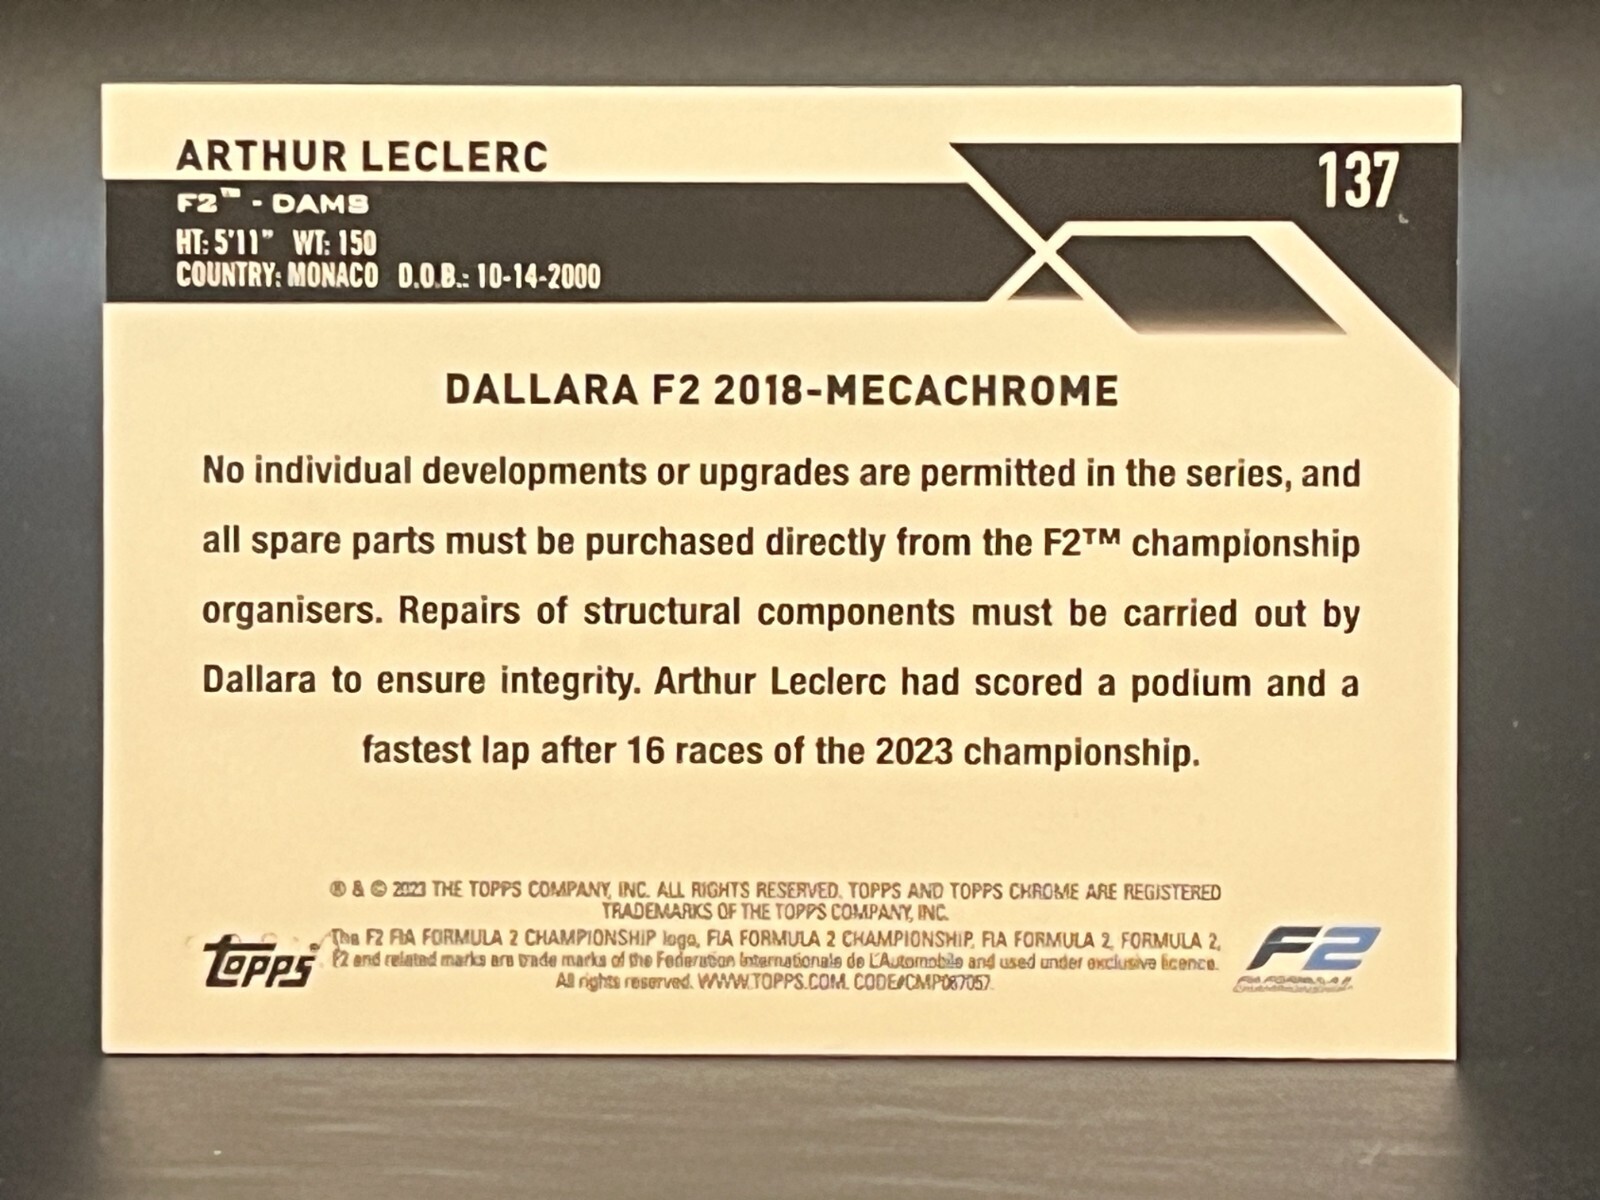 ARTHUR LECLERC
137
F2™ - DAMS
HT: 5'11" WT: 150
COUNTRY: MONACO D.O.B.: 10-14-2000
DALLARA F2 2018-MECACHROME
No individual developments or upgrades are permitted in the series, and
all spare parts must be purchased directly from the F2™ championship
organisers. Repairs of structural components must be carried out by
Dallara to ensure integrity. Arthur Leclerc had scored a podium and a
fastest lap after 16 races of the 2023 championship.
® & © 2023 THE TOPPS COMPANY, INC. ALL RIGHTS RESERVED. TOPPS AND TOPPS CHROME ARE REGISTERED
TRADEMARKS OF THE TOPPS COMPANY, INC.
The F2 FIA FORMULA 2 CHAMPIONSHIP logo, FIA FORMULA 2 CHAMPIONSHIP, FIA FORMULA 2, FORMULA 2,
F2 and related marks are trade marks of the Federation Internationale de L'Automobile and used under exclusive licence.
All rights reserved. WWW.TOPPS.COM. CODE#CMP087057
topps
F2
FIA FORMULA 2
CHAMPIONSHIP